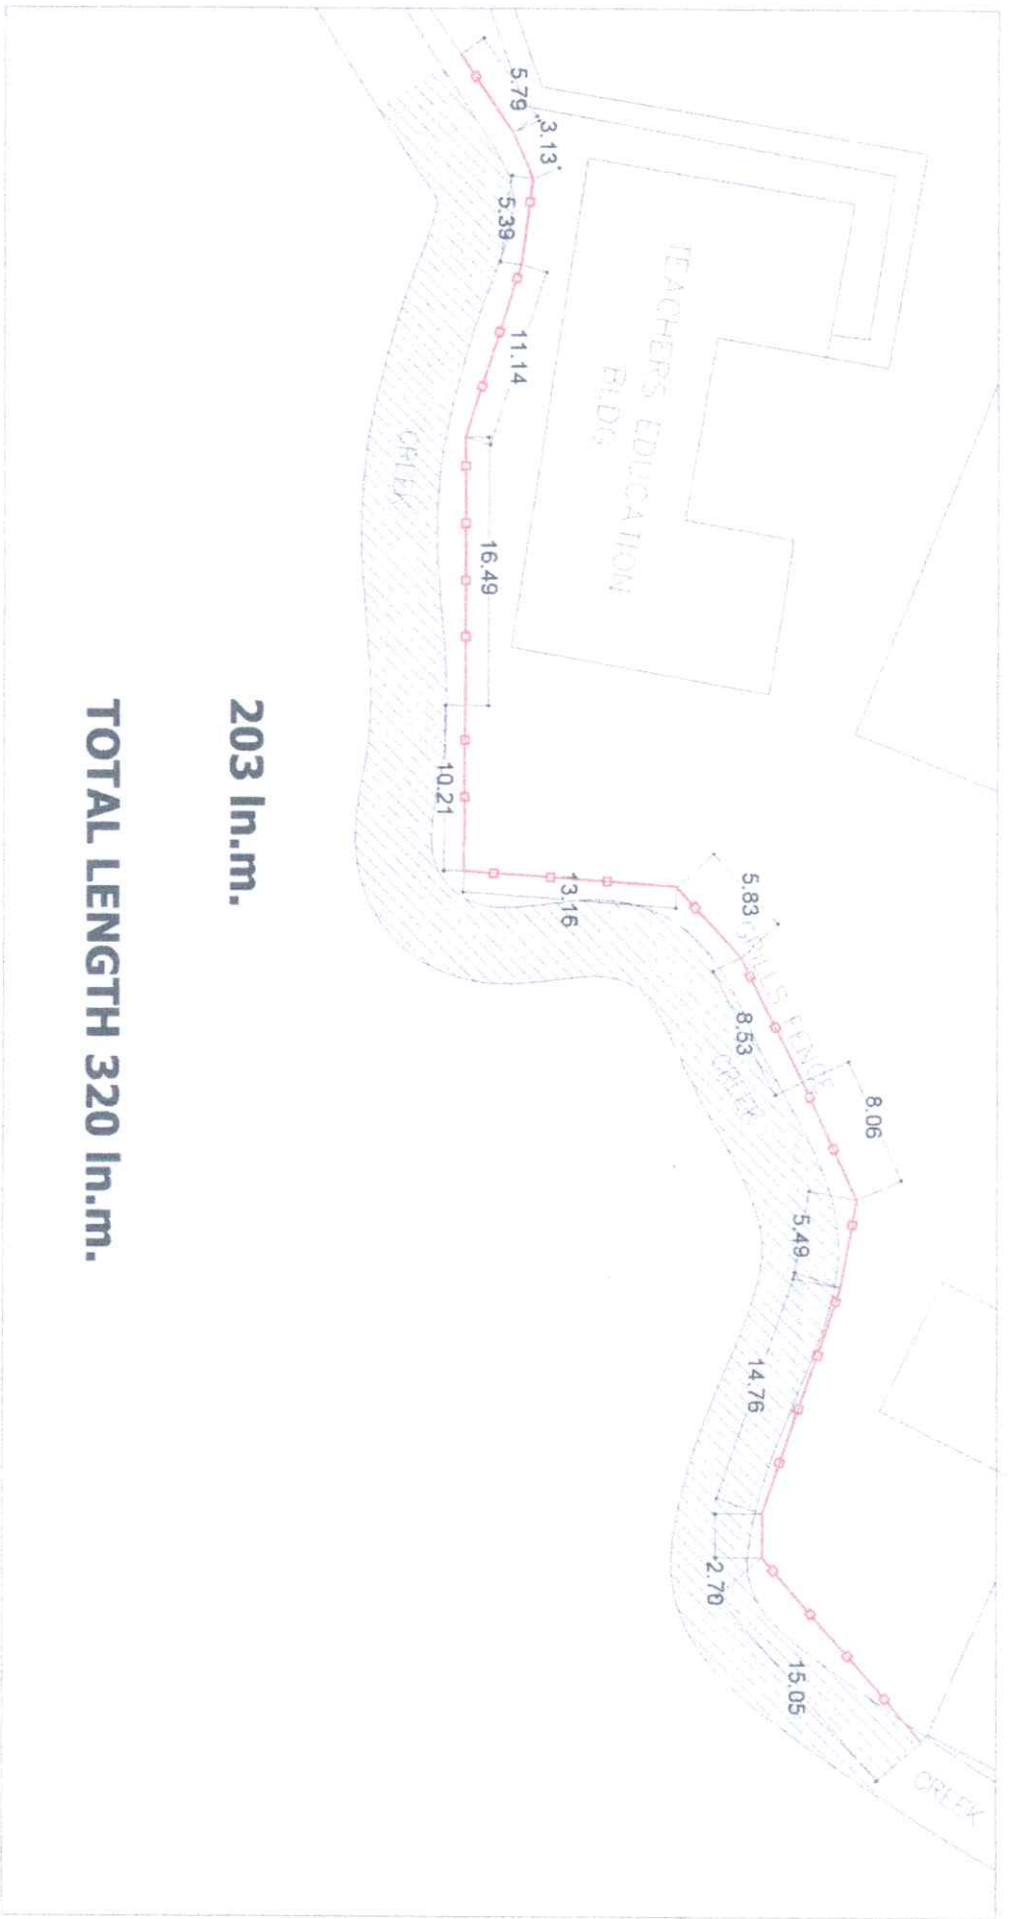 5.79
3.13
5.39
11.14
16.49
10.21
13.16
5.83
8.53
8.06
5.49
14.76
2.70
15.05
TEACHERS EDUCATION
BLDG
CREEK
GRILLS FENCE
CREEK
CREEK
203 ln.m.
TOTAL LENGTH 320 ln.m.